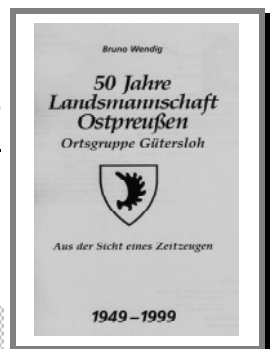 Bruno Wendig
50 Jahre
Landsmannschaft
Ostpreußen
Ortsgruppe Gütersloh
Aus der Sicht eines Zeitzeugen
1949–1999